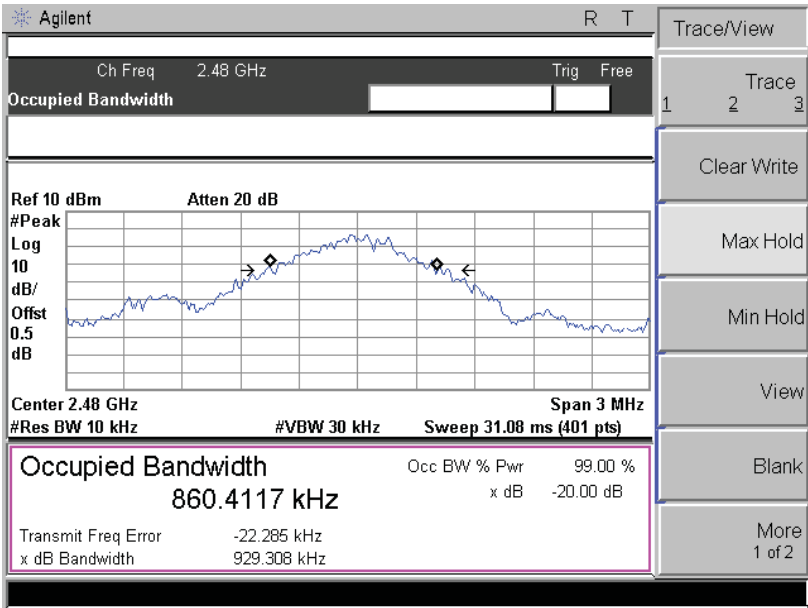 Agilent R T
Ch Freq 2.48 GHz Trig Free
Occupied Bandwidth
Ref 10 dBm Atten 20 dB
#Peak
Log
10
dB/
Offst
0.5
dB
Center 2.48 GHz Span 3 MHz
#Res BW 10 kHz #VBW 30 kHz Sweep 31.08 ms (401 pts)
Occupied Bandwidth Occ BW % Pwr 99.00 %
860.4117 kHz x dB -20.00 dB
Transmit Freq Error -22.285 kHz
x dB Bandwidth 929.308 kHz
Trace/View
Trace
1 2 3
Clear Write
Max Hold
Min Hold
View
Blank
More
1 of 2